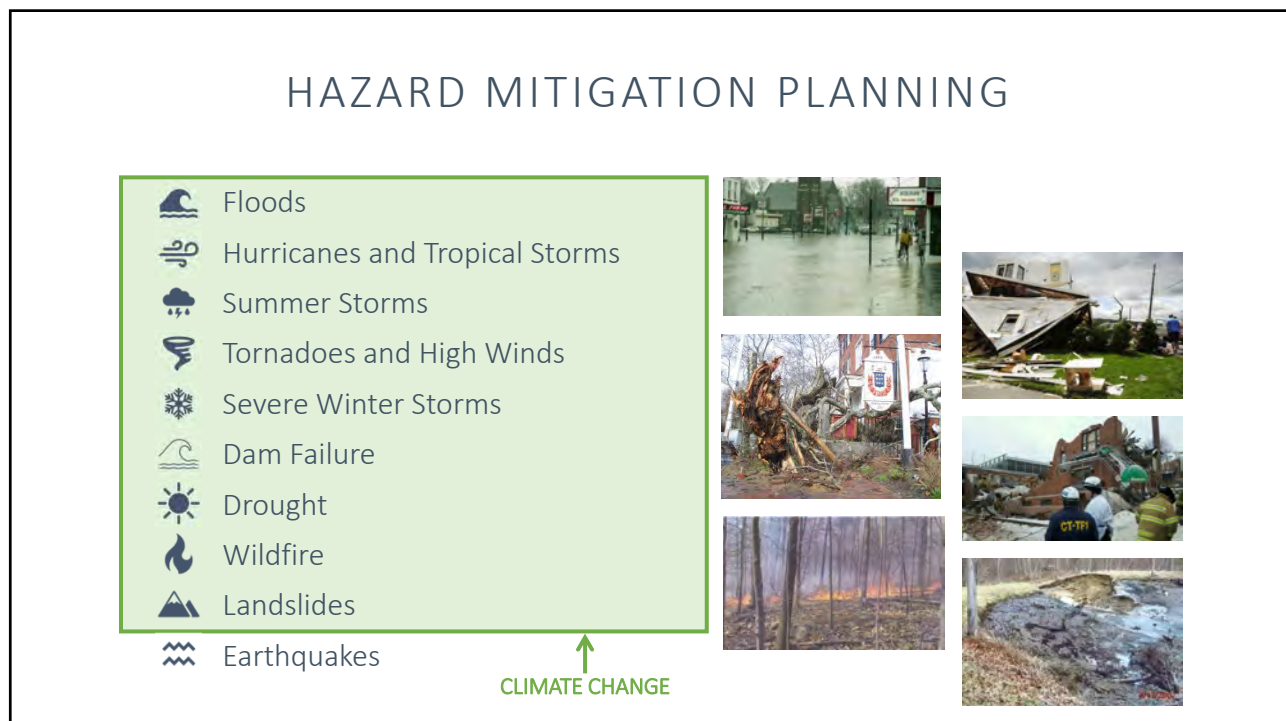 HAZARD MITIGATION PLANNING
Floods
Hurricanes and Tropical Storms
Summer Storms
Tornadoes and High Winds
Severe Winter Storms
Dam Failure
Drought
Wildfire
Landslides
Earthquakes
CLIMATE CHANGE
CT-TF1